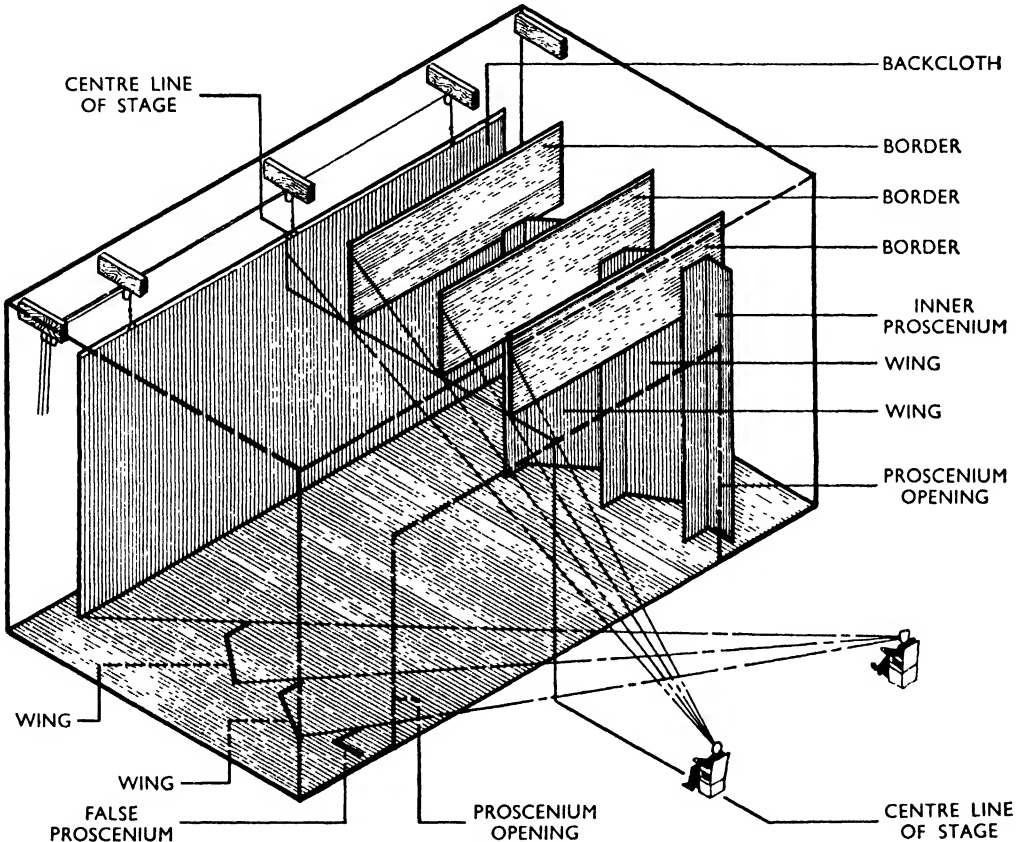 CENTRE LINE
OF STAGE
BACKCLOTH
BORDER
BORDER
BORDER
INNER
PROSCENIUM
WING
WING
PROSCENIUM
OPENING
WING
WING
FALSE
PROSCENIUM
PROSCENIUM
OPENING
CENTRE LINE
OF STAGE